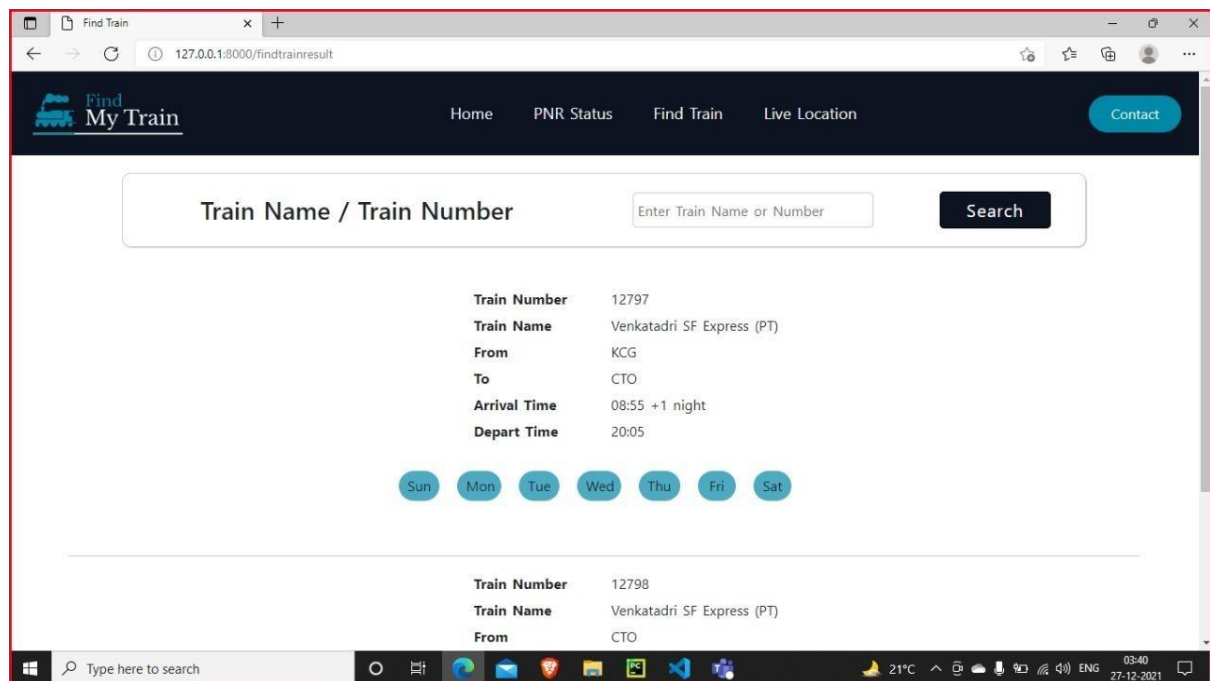 Find Train
127.0.0.1:8000/findtrainresult
Find
My Train
Home PNR Status Find Train Live Location Contact
Train Name / Train Number Enter Train Name or Number Search
Train Number 12797
Train Name Venkatadri SF Express (PT)
From KCG
To CTO
Arrival Time 08:55 +1 night
Depart Time 20:05
Sun Mon Tue Wed Thu Fri Sat
Train Number 12798
Train Name Venkatadri SF Express (PT)
From CTO
Type here to search PC 21°C ENG 03:40
27-12-2021